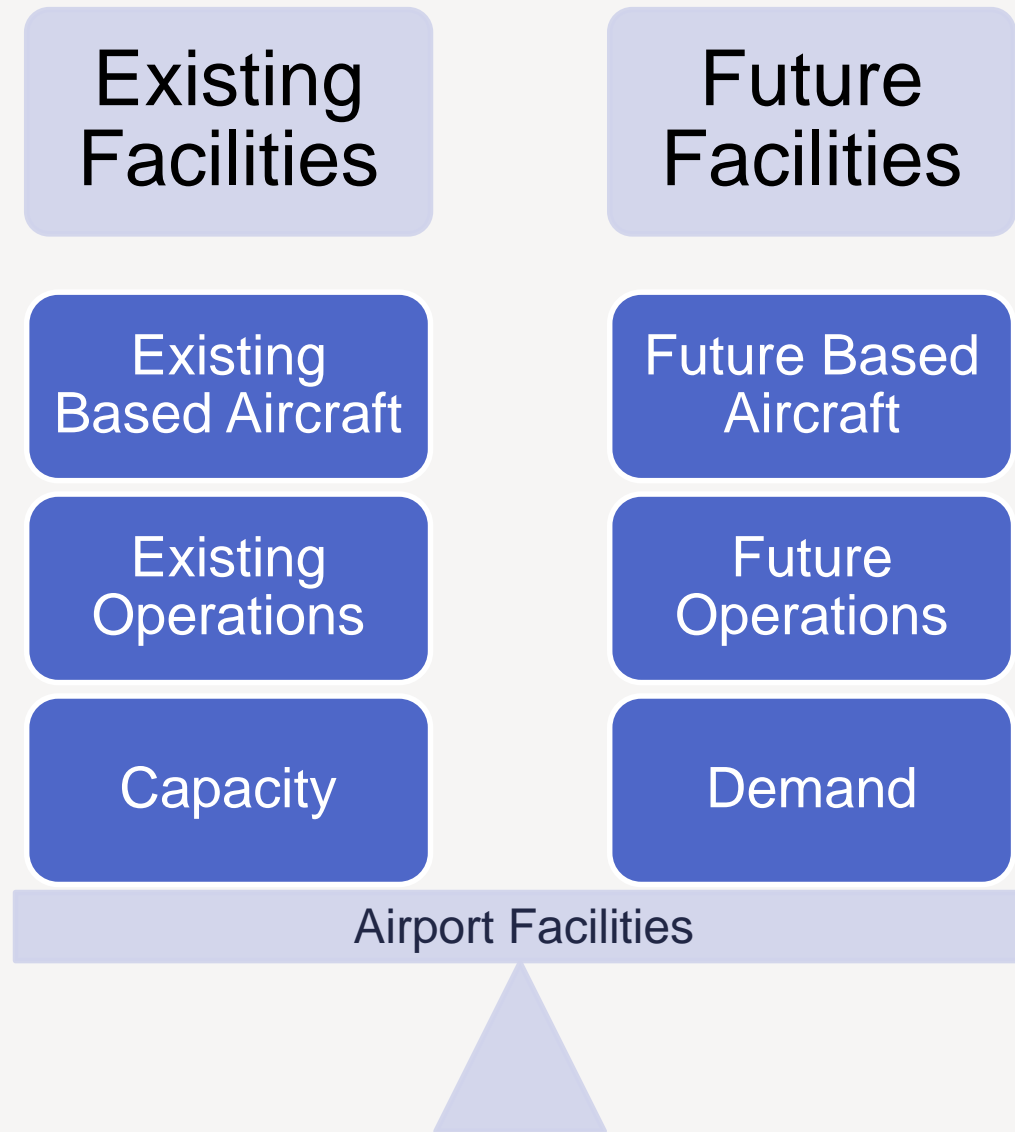 Existing
Facilities
Future
Facilities
Existing
Based Aircraft
Future Based
Aircraft
Existing
Operations
Future
Operations
Capacity
Demand
Airport Facilities